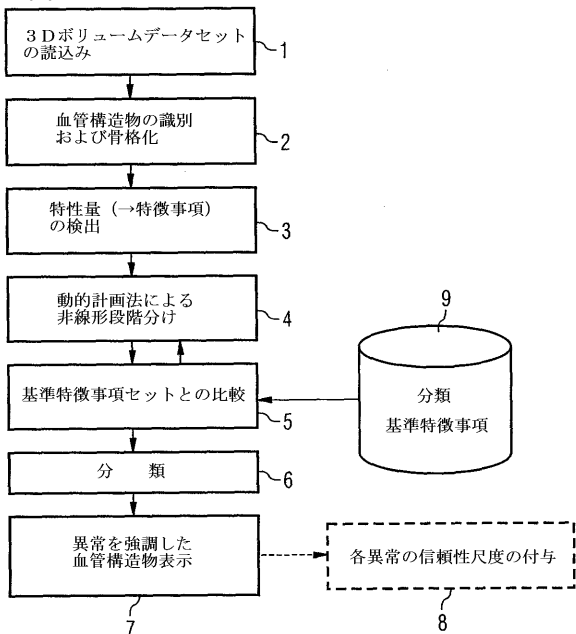 ３Ｄボリュームデータセット
の読込み
1
血管構造物の識別
および骨格化
2
特性量（→特徴事項）
の検出
3
動的計画法による
非線形段階分け
4
基準特徴事項セットとの比較
5
9
分類
基準特徴事項
分　類
6
異常を強調した
血管構造物表示
7
各異常の信頼性尺度の付与
8